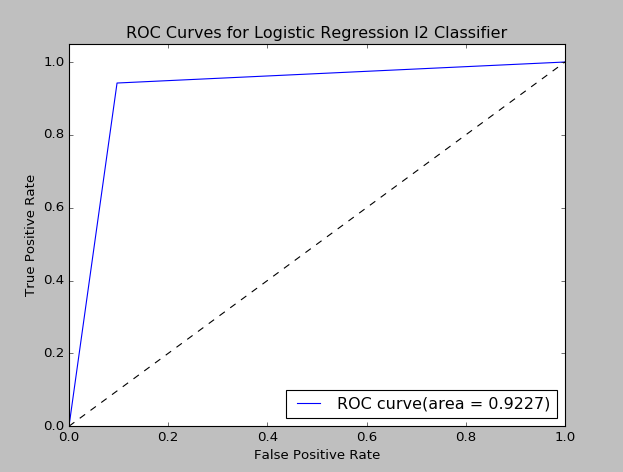 ROC Curves for Logistic Regression l2 Classifier
1.0
0.8
0.6
0.4
0.2
0.0
True Positive Rate
ROC curve(area = 0.9227)
0.0 0.2 0.4 0.6 0.8 1.0
False Positive Rate